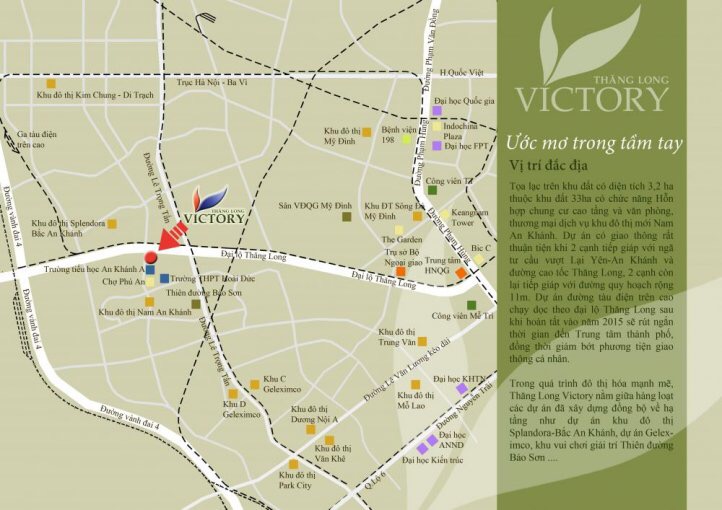 H.Quốc Việt
Trục Hà Nội - Ba Vì
Khu đô thị Kim Chung - Di Trạch
Đường Phạm Văn Đồng
Đại học Quốc gia
Indochina
Plaza
Đại học FPT
Bệnh viện
198
Khu đô thị
Mỹ Đình
Đường Phạm Hùng
Ga tàu điện
trên cao
Đường Lê Trọng Tấn
Công viên TT
Đường vành đai 4
THĂNG LONG
VICTORY
Sân VĐQG Mỹ Đình
Khu ĐT Sông Đà
Mỹ Đình
Keangnam
Tower
Khu đô thị Splendora
Bắc An Khánh
The Garden
Đường Phạm Hùng
Trụ sở Bộ
Ngoại giao
Trung tâm
HNQG
Big C
Đại lộ Thăng Long
Đại lộ Thăng Long
Trường tiểu học An Khánh A
Chợ Phú An
Trường THPT Hoài Đức
Thiên đường Bảo Sơn
Khu đô thị Nam An Khánh
Công viên Mễ Trì
Đường vành đai 4
Khu đô thị
Trung Văn
Đường Lê Trọng Tấn
Đường Lê Văn Lương kéo dài
Khu C
Geleximco
Khu D
Geleximco
Khu đô thị
Mỗ Lao
Đại học KHTN
Đường Nguyễn Trãi
Đường vành đai 4
Khu đô thị
Dương Nội A
Khu đô thị
Văn Khê
Đại học
ANND
Đại học Kiến trúc
Khu đô thị
Park City
Q.Lộ 6
THĂNG LONG
VICTORY
Ước mơ trong tầm tay
Vị trí đắc địa
Tọa lạc trên khu đất có diện tích 3,2 ha
thuộc khu đất 33ha có chức năng Hỗn
hợp chung cư cao tầng và văn phòng,
thương mại dịch vụ khu đô thị mới Nam
An Khánh. Dự án có giao thông rất
thuận tiện khi 2 cạnh tiếp giáp với ngã
tư cầu vượt Lại Yên-An Khánh và
đường cao tốc Thăng Long, 2 cạnh còn
lại tiếp giáp với đường quy hoạch rộng
11m. Dự án đường tàu điện trên cao
chạy dọc theo đại lộ Thăng Long sau
khi hoàn tất vào năm 2015 sẽ rút ngắn
thời gian đến Trung tâm thành phố,
đồng thời giảm bớt phương tiện giao
thông cá nhân.
Trong quá trình đô thị hóa mạnh mẽ,
Thăng Long Victory nằm giữa hàng loạt
các dự án đã xây dựng đồng bộ về hạ
tầng như dự án khu đô thị
Splandora-Bắc An Khánh, dự án Gelex-
imco, khu vui chơi giải trí Thiên đường
Bảo Sơn ....